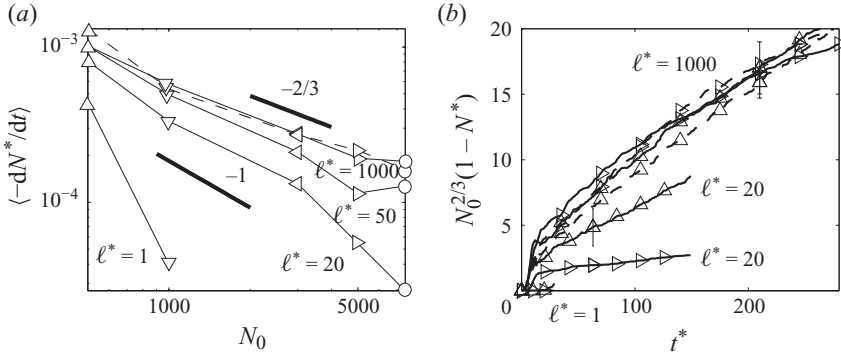 (a)
10⁻³
10⁻⁴
⟨−dN*/dt⟩
−2/3
−1
ℓ* = 1000
ℓ* = 50
ℓ* = 20
ℓ* = 1
1000
5000
N₀
(b)
20
15
10
5
0
N₀^{2/3}(1 − N*)
ℓ* = 1000
ℓ* = 20
ℓ* = 20
ℓ* = 1
100
200
t*